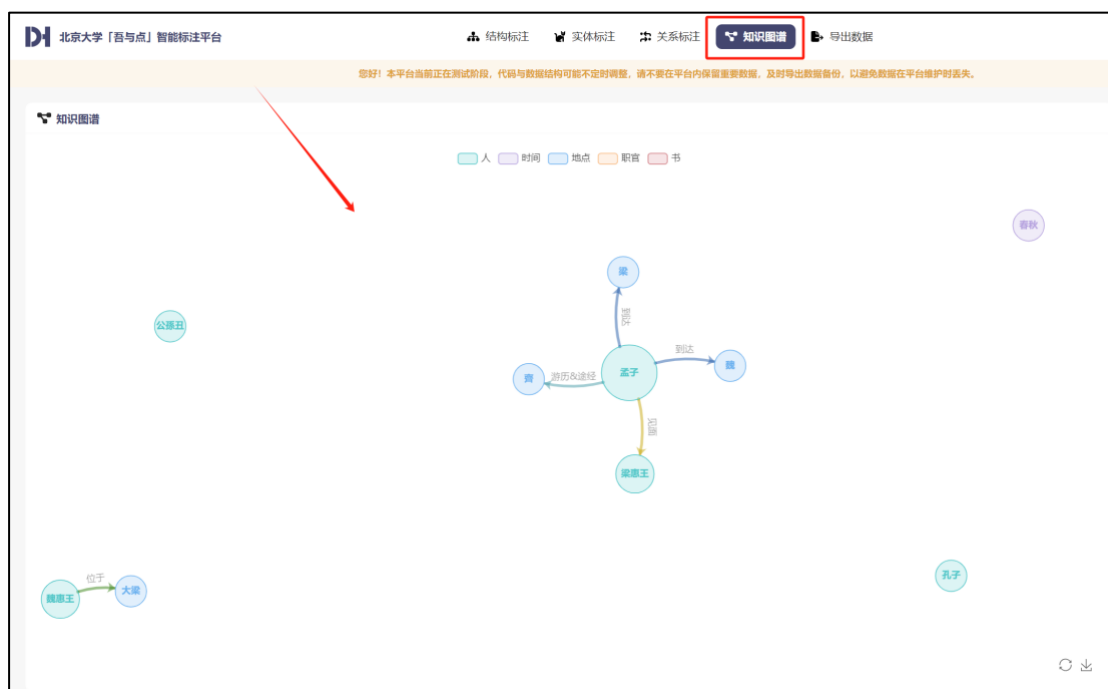 北京大学「吾与点」智能标注平台 结构标注 实体标注 关系标注 知识图谱 导出数据
您好！本平台当前正在测试阶段，代码与数据结构可能不定时调整，请不要在平台内保留重要数据，及时导出数据备份，以避免数据在平台维护时丢失。
知识图谱
人 时间 地点 职官 书
春秋
梁
到达
公孫丑
到达
魏
齊
游历&途经
孟子
见面
梁惠王
位于
大梁
魏惠王
孔子